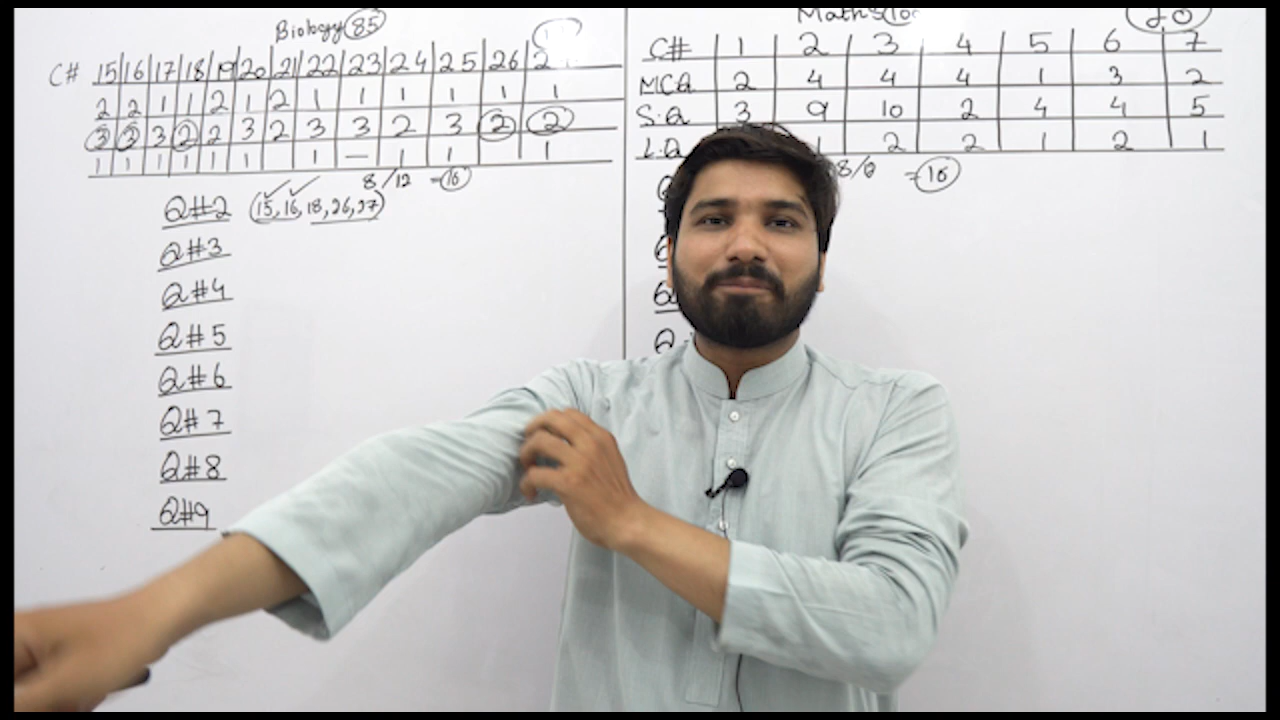 Biology 85
C# 15 16 17 18 19 20 21 22 23 24 25 26 2
2 2 1 1 2 1 2 1 1 1 1 1 1
3 3 3 2 2 3 2 3 3 2 3 2 2
1 1 1 1 1 1 1 — 1 1 1
8/12 =16
Q#2 (15, 16, 18, 26, 27)
Q#3
Q#4
Q#5
Q#6
Q#7
Q#8
Q#9
Maths
C# 1 2 3 4 5 6 7
MCQ 2 4 4 4 1 3 2
S.Q 3 9 10 2 4 4 5
L.Q 1 2 2 1 2 1
=16